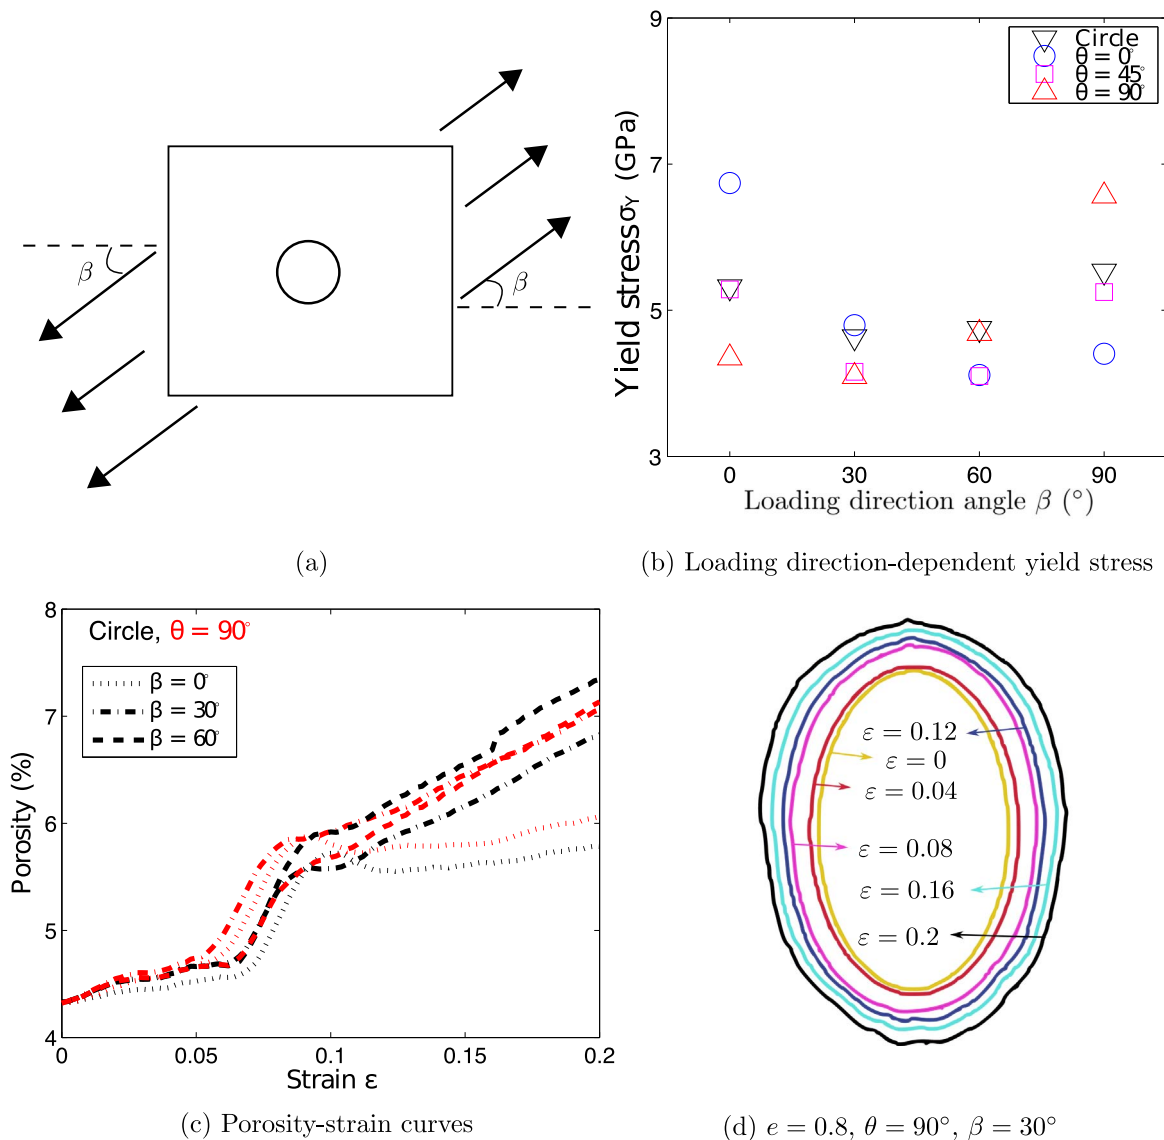 β
β
(a)
9
7
5
3
0
30
60
90
Yield stress σY (GPa)
Loading direction angle β (°)
Circle
θ = 0°
θ = 45°
θ = 90°
(b) Loading direction-dependent yield stress
8
7
6
5
4
0
0.05
0.1
0.15
0.2
Porosity (%)
Strain ε
Circle, θ = 90°
β = 0°
β = 30°
β = 60°
(c) Porosity-strain curves
ε = 0.12
ε = 0
ε = 0.04
ε = 0.08
ε = 0.16
ε = 0.2
(d) e = 0.8, θ = 90°, β = 30°